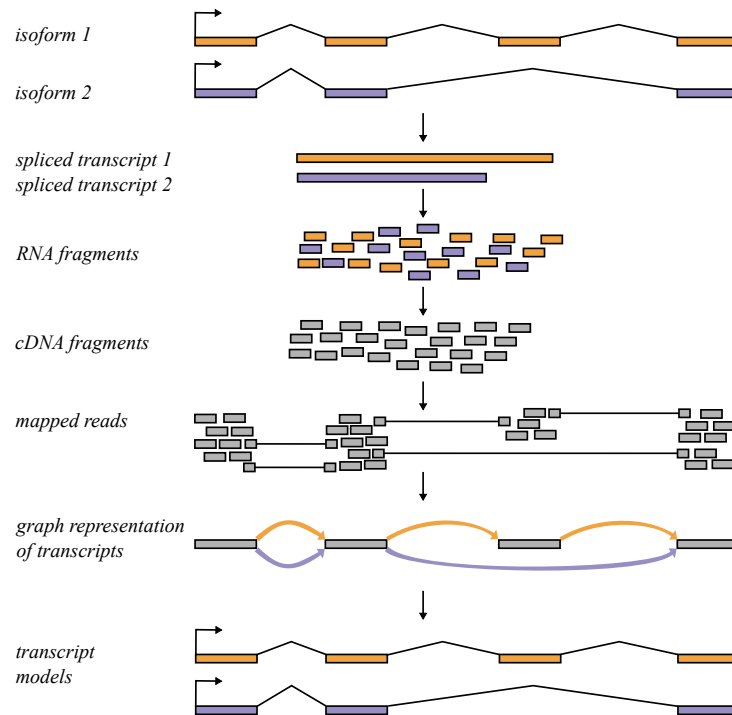 isoform 1
isoform 2
spliced transcript 1
spliced transcript 2
RNA fragments
cDNA fragments
mapped reads
graph representation
of transcripts
transcript
models